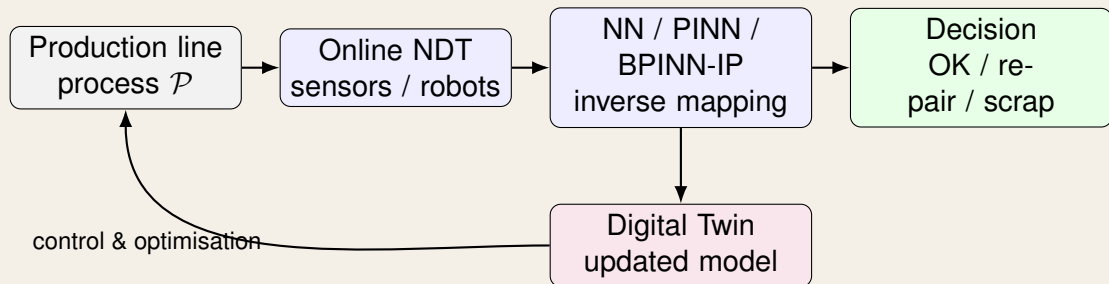 Production line
process 𝒫
Online NDT
sensors / robots
NN / PINN /
BPINN-IP
inverse mapping
Decision
OK / re-
pair / scrap
control & optimisation
Digital Twin
updated model